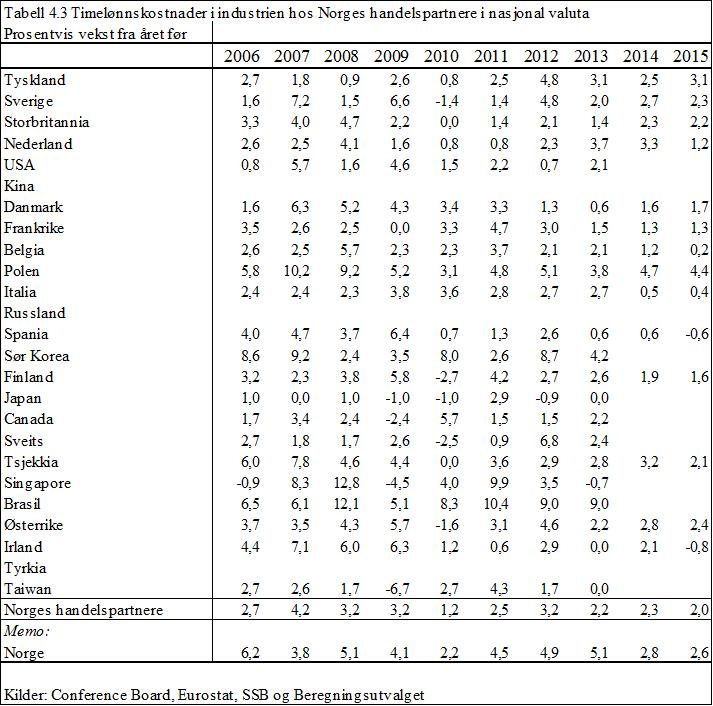 Tabell 4.3 Timelønnskostnader i industrien hos Norges handelspartnere i nasjonal valuta
Prosentvis vekst fra året før
2006 2007 2008 2009 2010 2011 2012 2013 2014 2015
Tyskland 2,7 1,8 0,9 2,6 0,8 2,5 4,8 3,1 2,5 3,1
Sverige 1,6 7,2 1,5 6,6 -1,4 1,4 4,8 2,0 2,7 2,3
Storbritannia 3,3 4,0 4,7 2,2 0,0 1,4 2,1 1,4 2,3 2,2
Nederland 2,6 2,5 4,1 1,6 0,8 0,8 2,3 3,7 3,3 1,2
USA 0,8 5,7 1,6 4,6 1,5 2,2 0,7 2,1
Kina
Danmark 1,6 6,3 5,2 4,3 3,4 3,3 1,3 0,6 1,6 1,7
Frankrike 3,5 2,6 2,5 0,0 3,3 4,7 3,0 1,5 1,3 1,3
Belgia 2,6 2,5 5,7 2,3 2,3 3,7 2,1 2,1 1,2 0,2
Polen 5,8 10,2 9,2 5,2 3,1 4,8 5,1 3,8 4,7 4,4
Italia 2,4 2,4 2,3 3,8 3,6 2,8 2,7 2,7 0,5 0,4
Russland
Spania 4,0 4,7 3,7 6,4 0,7 1,3 2,6 0,6 0,6 -0,6
Sør Korea 8,6 9,2 2,4 3,5 8,0 2,6 8,7 4,2
Finland 3,2 2,3 3,8 5,8 -2,7 4,2 2,7 2,6 1,9 1,6
Japan 1,0 0,0 1,0 -1,0 -1,0 2,9 -0,9 0,0
Canada 1,7 3,4 2,4 -2,4 5,7 1,5 1,5 2,2
Sveits 2,7 1,8 1,7 2,6 -2,5 0,9 6,8 2,4
Tsjekkia 6,0 7,8 4,6 4,4 0,0 3,6 2,9 2,8 3,2 2,1
Singapore -0,9 8,3 12,8 -4,5 4,0 9,9 3,5 -0,7
Brasil 6,5 6,1 12,1 5,1 8,3 10,4 9,0 9,0
Østerrike 3,7 3,5 4,3 5,7 -1,6 3,1 4,6 2,2 2,8 2,4
Irland 4,4 7,1 6,0 6,3 1,2 0,6 2,9 0,0 2,1 -0,8
Tyrkia
Taiwan 2,7 2,6 1,7 -6,7 2,7 4,3 1,7 0,0
Norges handelspartnere 2,7 4,2 3,2 3,2 1,2 2,5 3,2 2,2 2,3 2,0
Memo:
Norge 6,2 3,8 5,1 4,1 2,2 4,5 4,9 5,1 2,8 2,6
Kilder: Conference Board, Eurostat, SSB og Beregningsutvalget